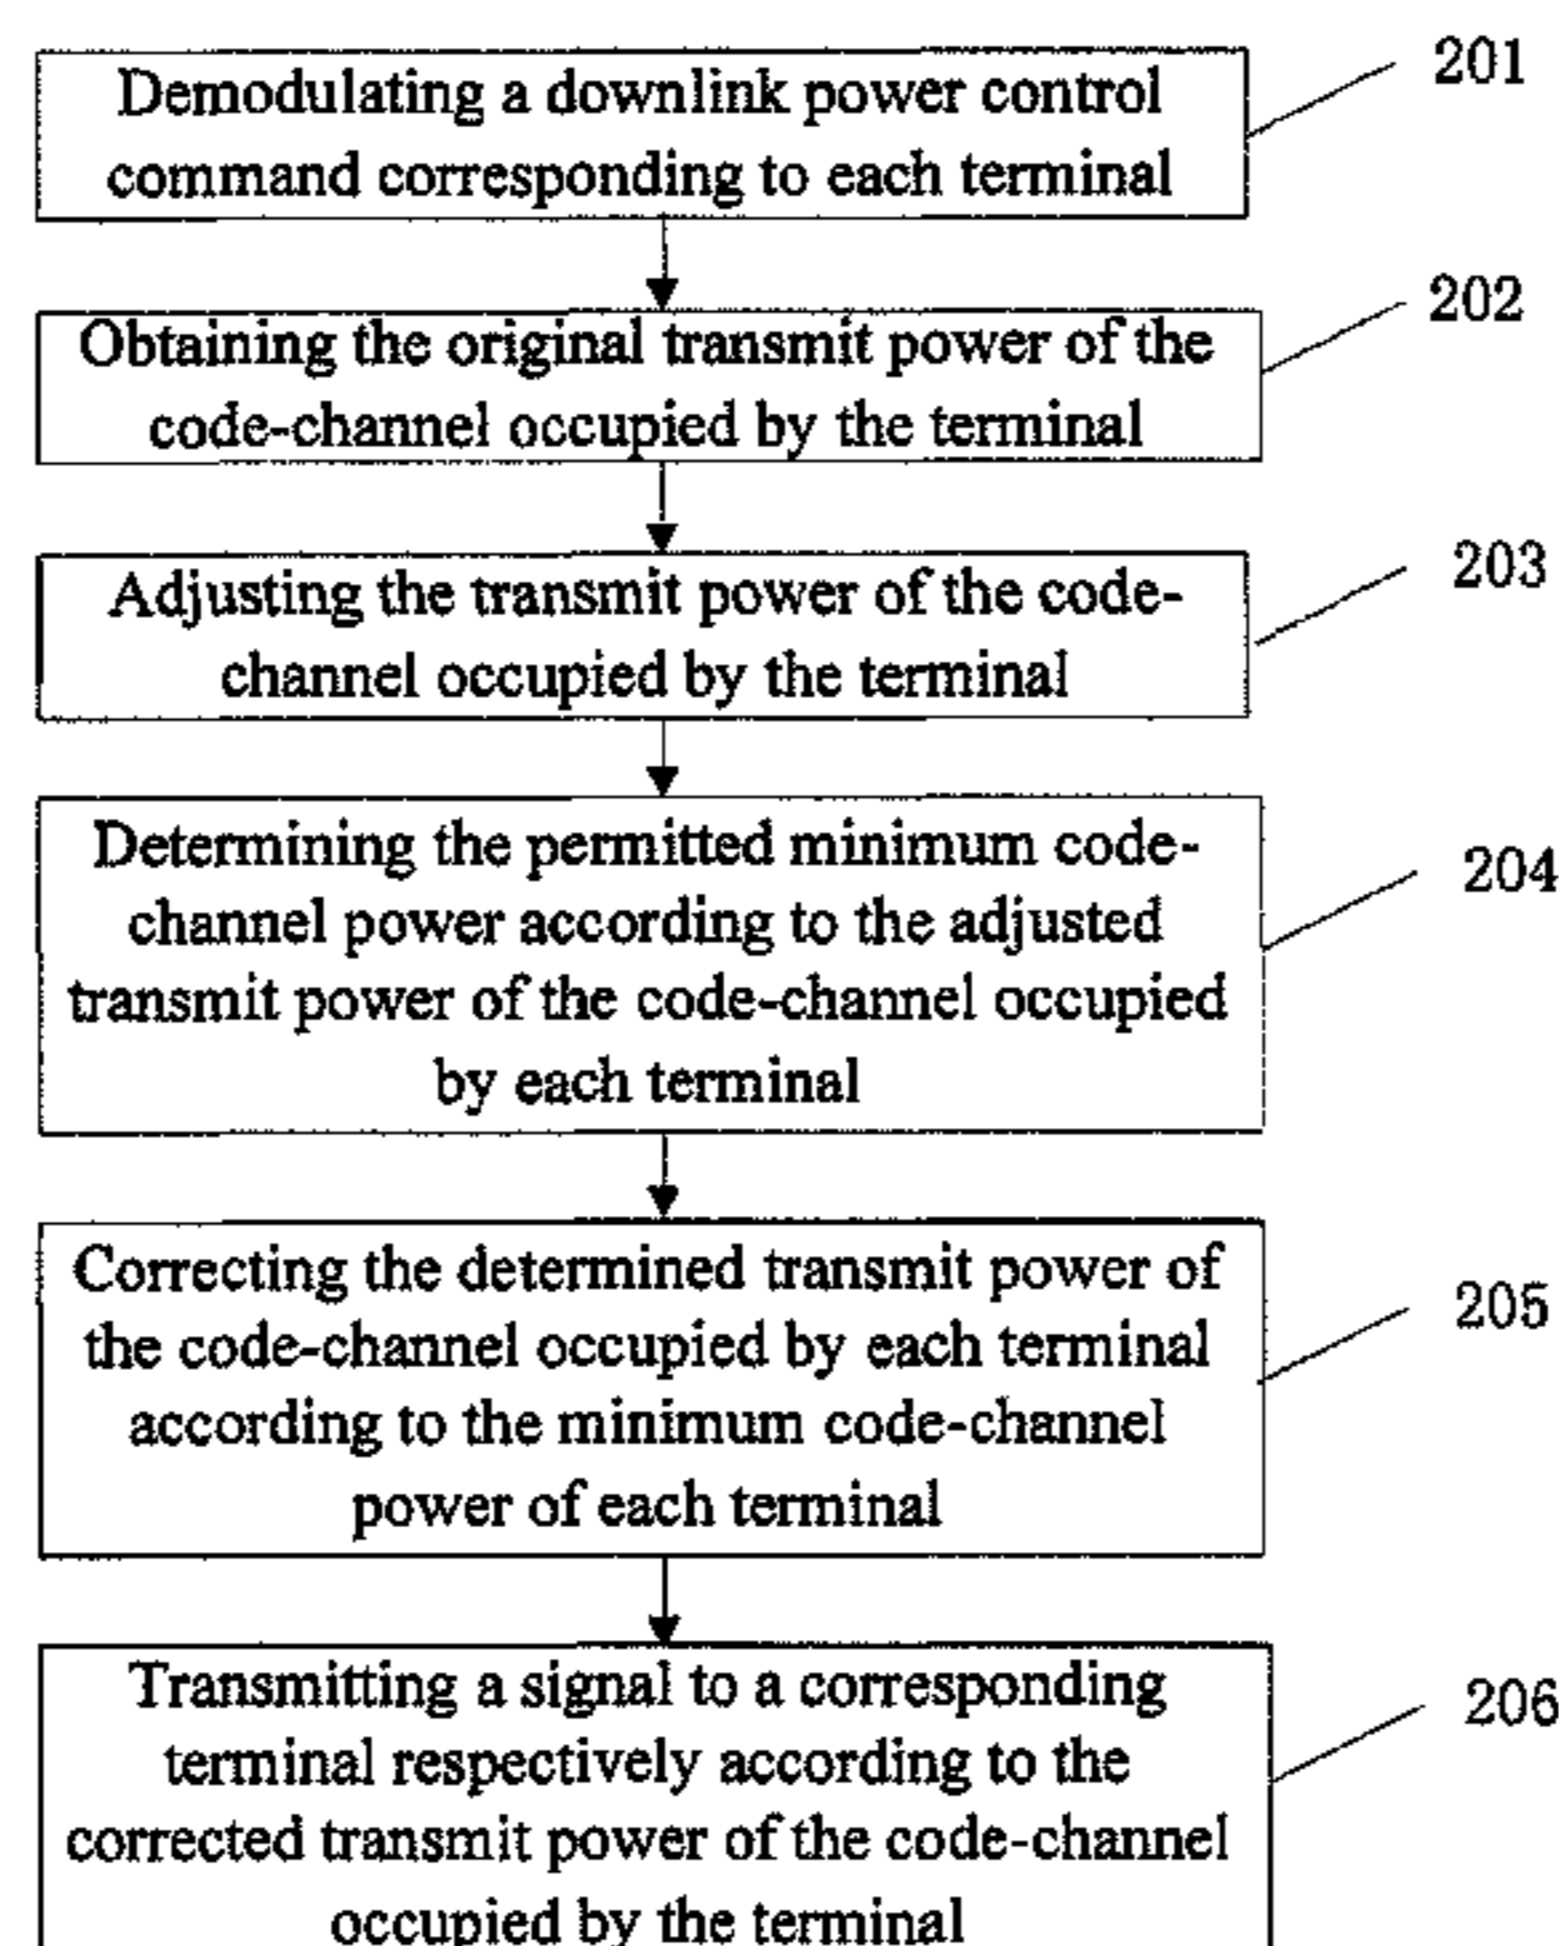 Demodulating a downlink power control
command corresponding to each terminal
201
Obtaining the original transmit power of the
code-channel occupied by the terminal
202
Adjusting the transmit power of the code-
channel occupied by the terminal
203
Determining the permitted minimum code-
channel power according to the adjusted
transmit power of the code-channel occupied
by each terminal
204
Correcting the determined transmit power of
the code-channel occupied by each terminal
according to the minimum code-channel
power of each terminal
205
Transmitting a signal to a corresponding
terminal respectively according to the
corrected transmit power of the code-channel
occupied by the terminal
206